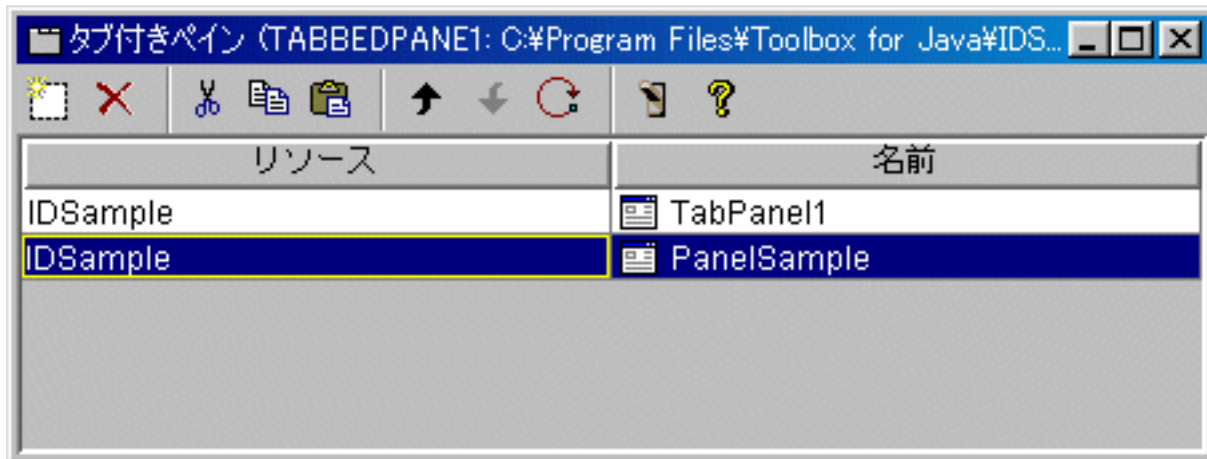 タブ付きペイン (TABBEDPANE1: C:¥Program Files¥Toolbox for Java¥IDS...
リソース 名前
IDSample TabPanel1
IDSample PanelSample